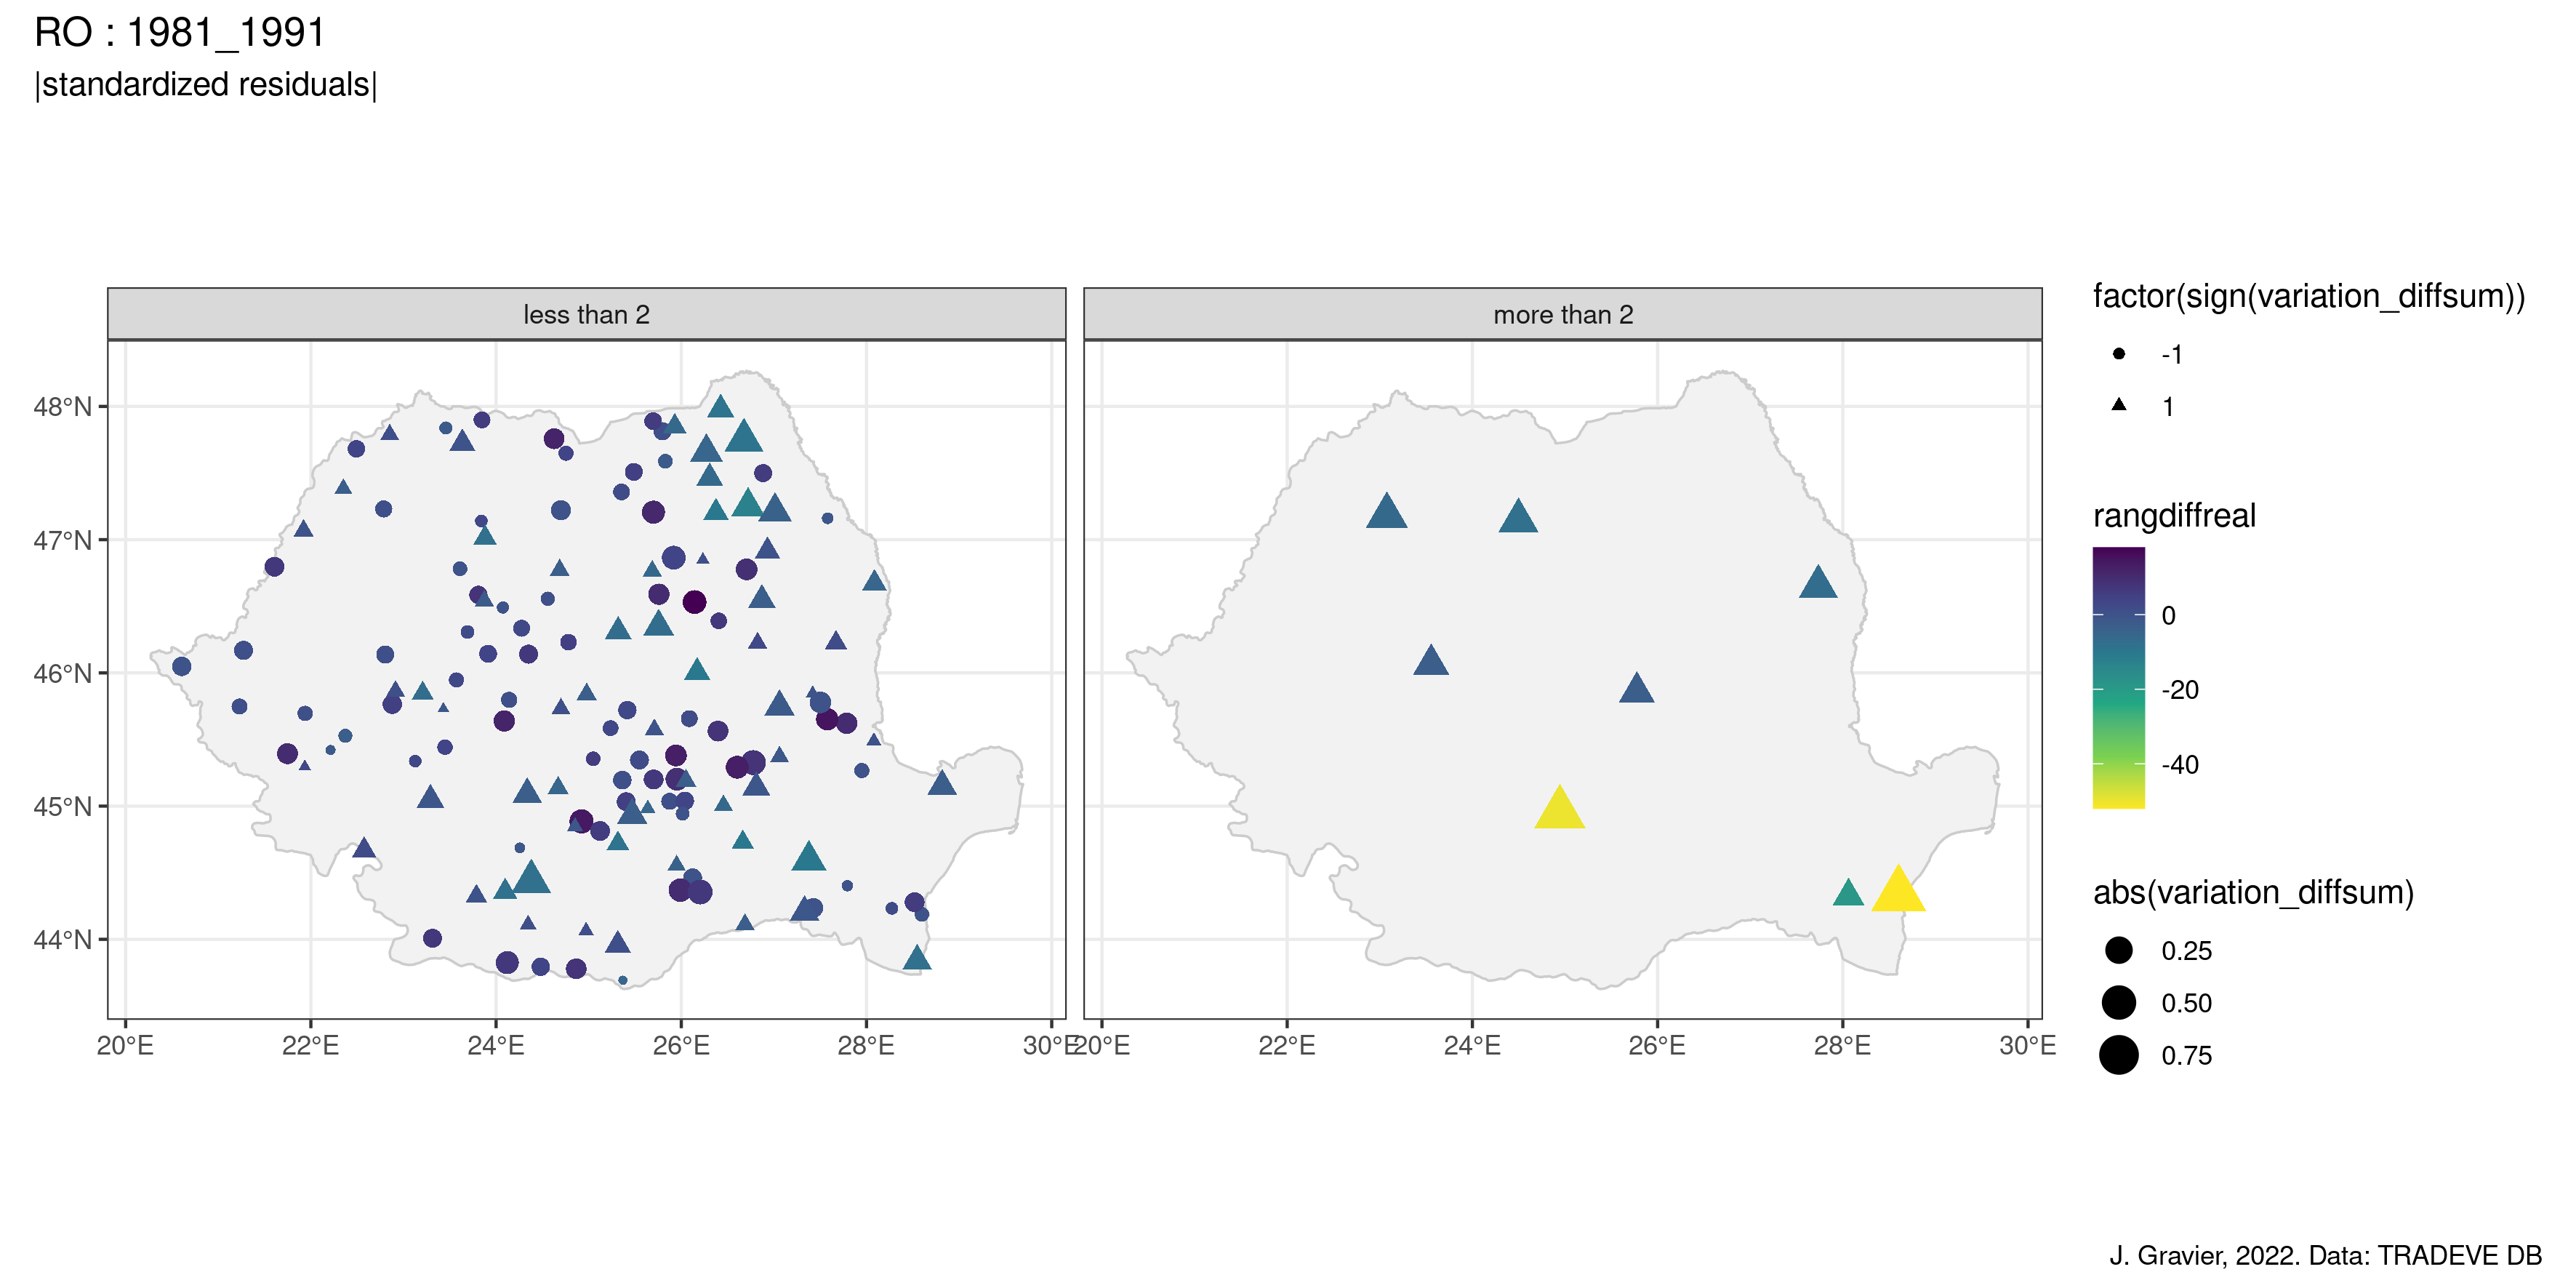 RO : 1981_1991
|standardized residuals|
less than 2
more than 2
48°N
47°N
46°N
45°N
44°N
20°E 22°E 24°E 26°E 28°E 30°E
20°E 22°E 24°E 26°E 28°E 30°E
factor(sign(variation_diffsum))
-1
1
rangdiffreal
0
-20
-40
abs(variation_diffsum)
0.25
0.50
0.75
J. Gravier, 2022. Data: TRADEVE DB